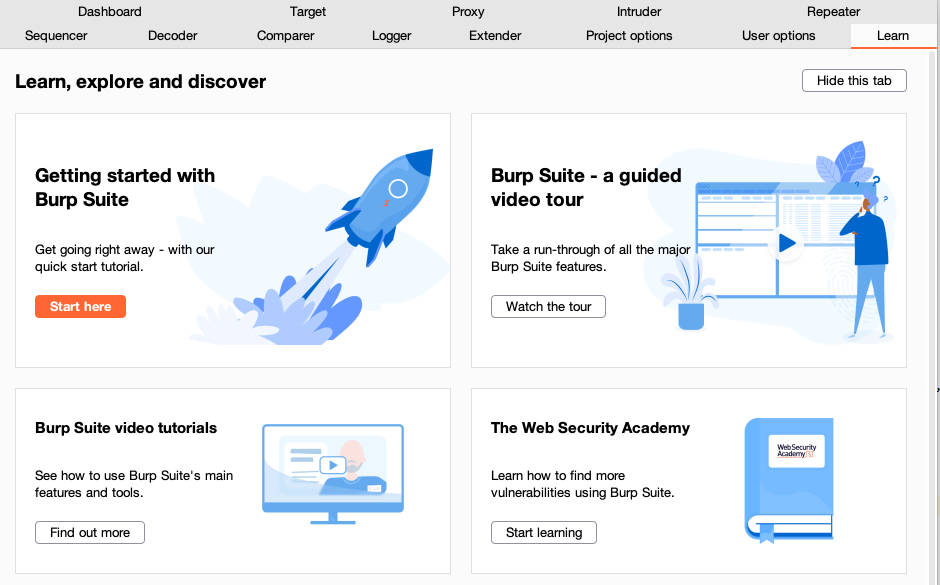 Dashboard Target Proxy Intruder Repeater
Sequencer Decoder Comparer Logger Extender Project options User options Learn
Learn, explore and discover
Hide this tab
Getting started with
Burp Suite
Get going right away - with our
quick start tutorial.
Start here
Burp Suite - a guided
video tour
Take a run-through of all the major
Burp Suite features.
Watch the tour
Burp Suite video tutorials
See how to use Burp Suite's main
features and tools.
Find out more
The Web Security Academy
Learn how to find more
vulnerabilities using Burp Suite.
Start learning
WebSecurity
Academy